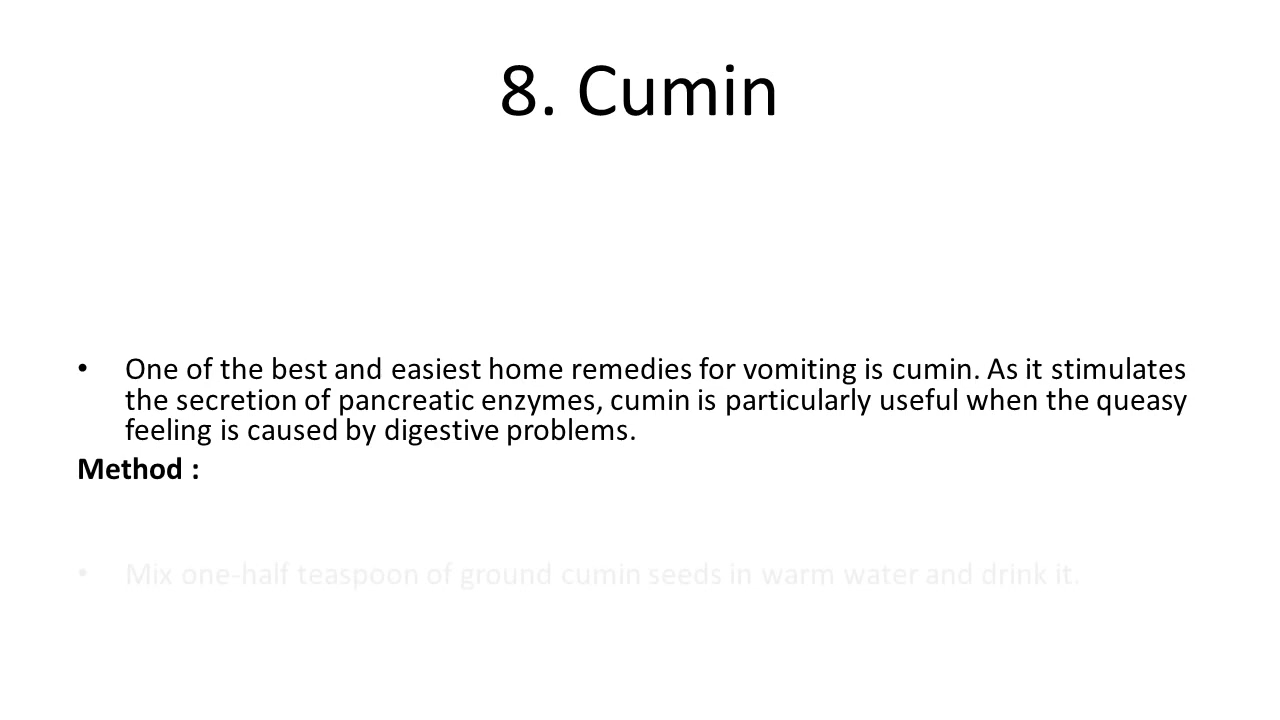 8. Cumin
• One of the best and easiest home remedies for vomiting is cumin. As it stimulates
the secretion of pancreatic enzymes, cumin is particularly useful when the queasy
feeling is caused by digestive problems.
Method :
• Mix one-half teaspoon of ground cumin seeds in warm water and drink it.